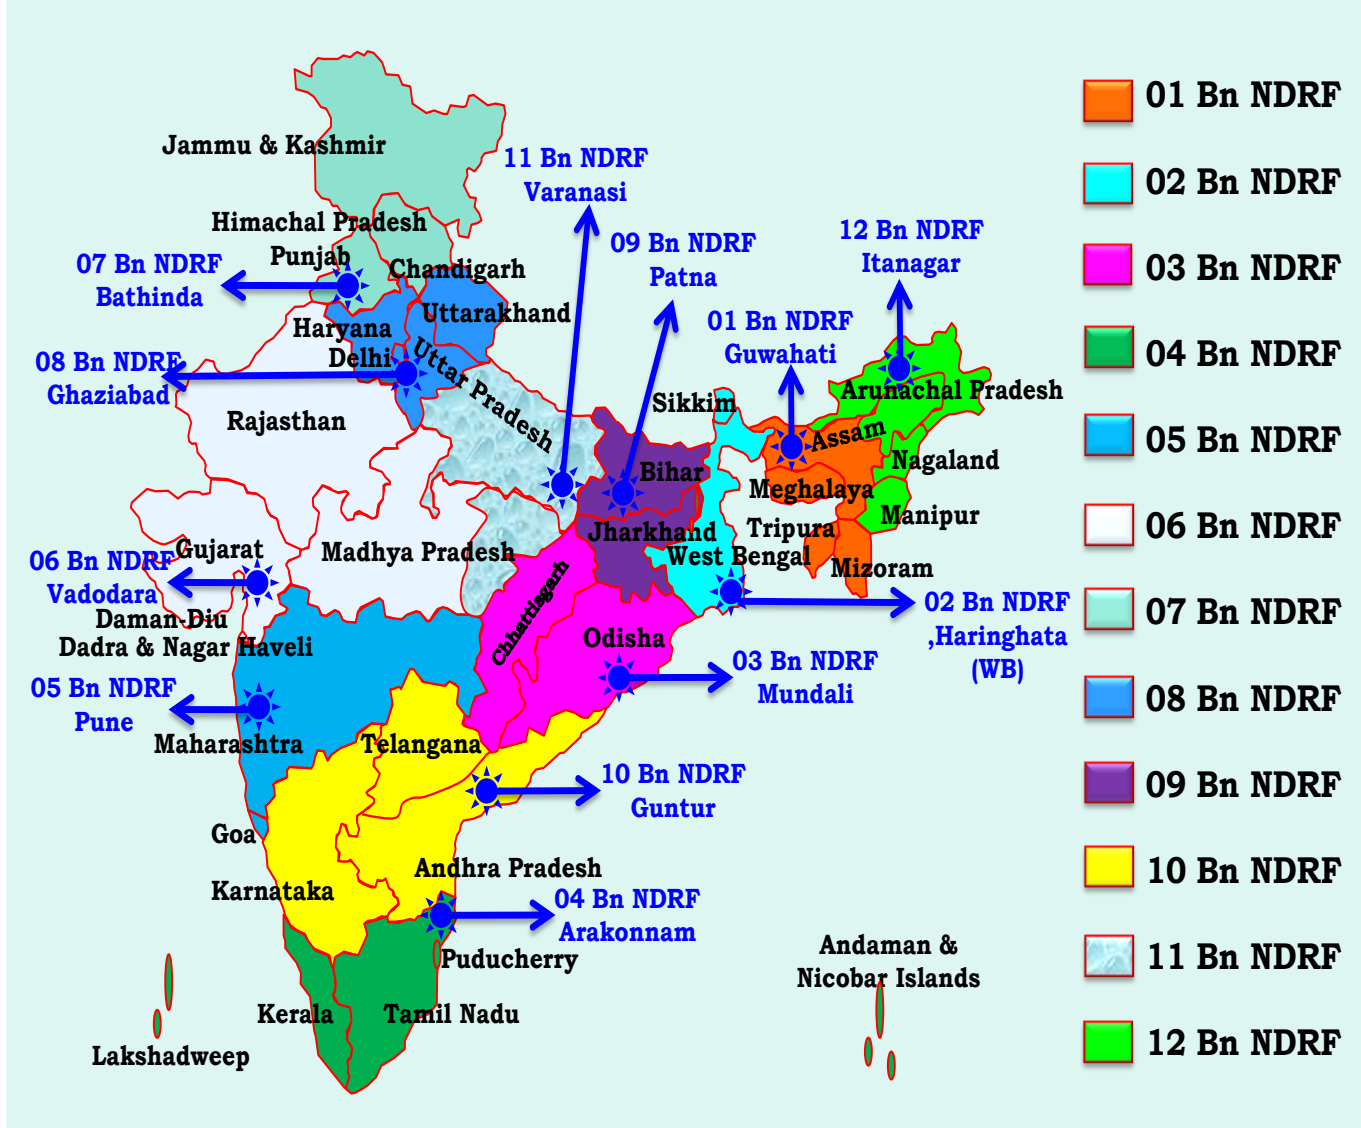 Jammu & Kashmir
11 Bn NDRF
Varanasi
Himachal Pradesh
Punjab
Chandigarh
07 Bn NDRF
Bathinda
09 Bn NDRF
Patna
12 Bn NDRF
Itanagar
Uttarakhand
Haryana
Delhi
01 Bn NDRF
Guwahati
08 Bn NDRF
Ghaziabad
Uttar Pradesh
Rajasthan
Sikkim
Arunachal Pradesh
Assam
Nagaland
Bihar
Meghalaya
Manipur
Jharkhand
Tripura
West Bengal
Mizoram
Gujarat
Madhya Pradesh
06 Bn NDRF
Vadodara
Daman-Diu
Dadra & Nagar Haveli
Chhattisgarh
Odisha
02 Bn NDRF
,Haringhata
(WB)
03 Bn NDRF
Mundali
05 Bn NDRF
Pune
Maharashtra
Telangana
10 Bn NDRF
Guntur
Goa
Karnataka
Andhra Pradesh
04 Bn NDRF
Arakonnam
Puducherry
Kerala
Tamil Nadu
Lakshadweep
Andaman &
Nicobar Islands
01 Bn NDRF
02 Bn NDRF
03 Bn NDRF
04 Bn NDRF
05 Bn NDRF
06 Bn NDRF
07 Bn NDRF
08 Bn NDRF
09 Bn NDRF
10 Bn NDRF
11 Bn NDRF
12 Bn NDRF